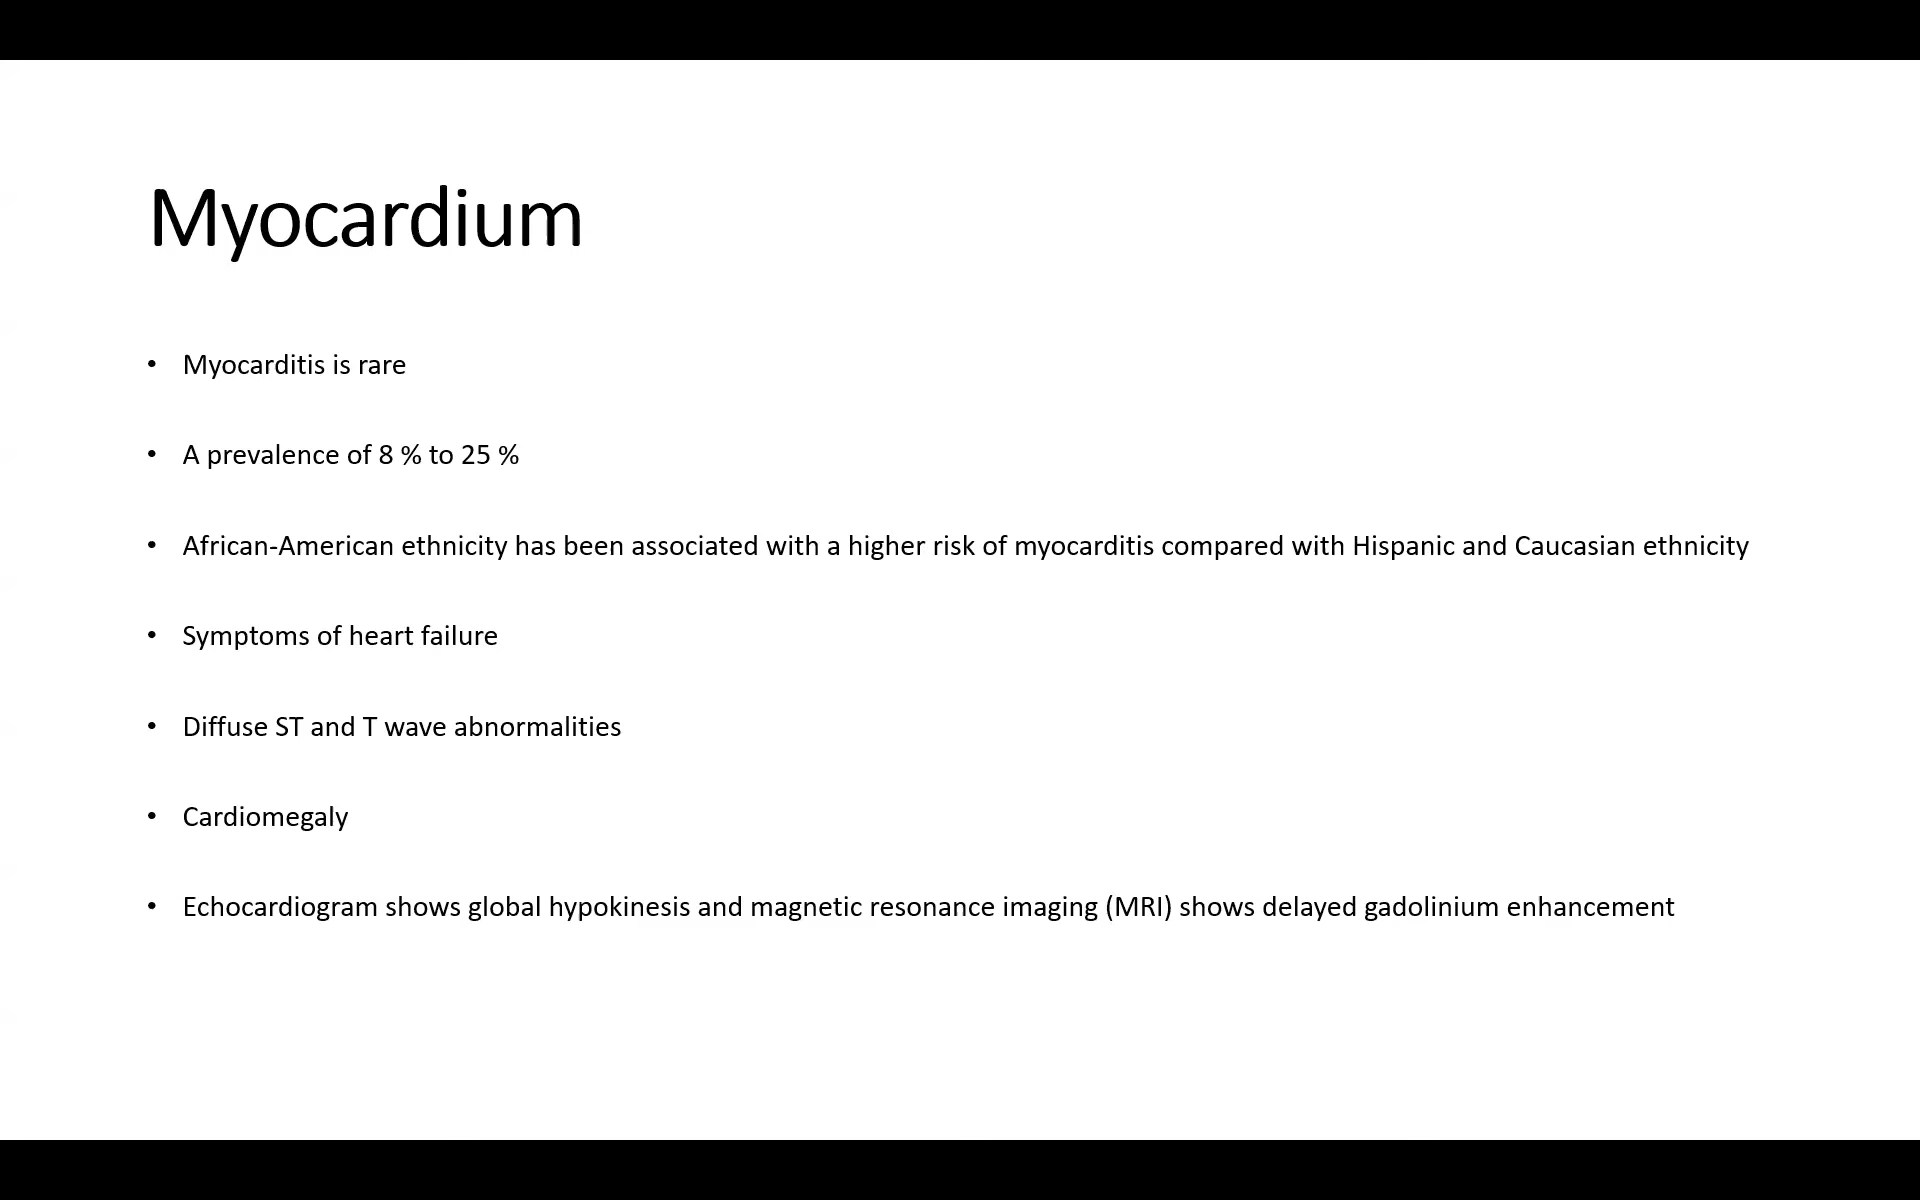 Myocardium
• Myocarditis is rare
• A prevalence of 8 % to 25 %
• African-American ethnicity has been associated with a higher risk of myocarditis compared with Hispanic and Caucasian ethnicity
• Symptoms of heart failure
• Diffuse ST and T wave abnormalities
• Cardiomegaly
• Echocardiogram shows global hypokinesis and magnetic resonance imaging (MRI) shows delayed gadolinium enhancement